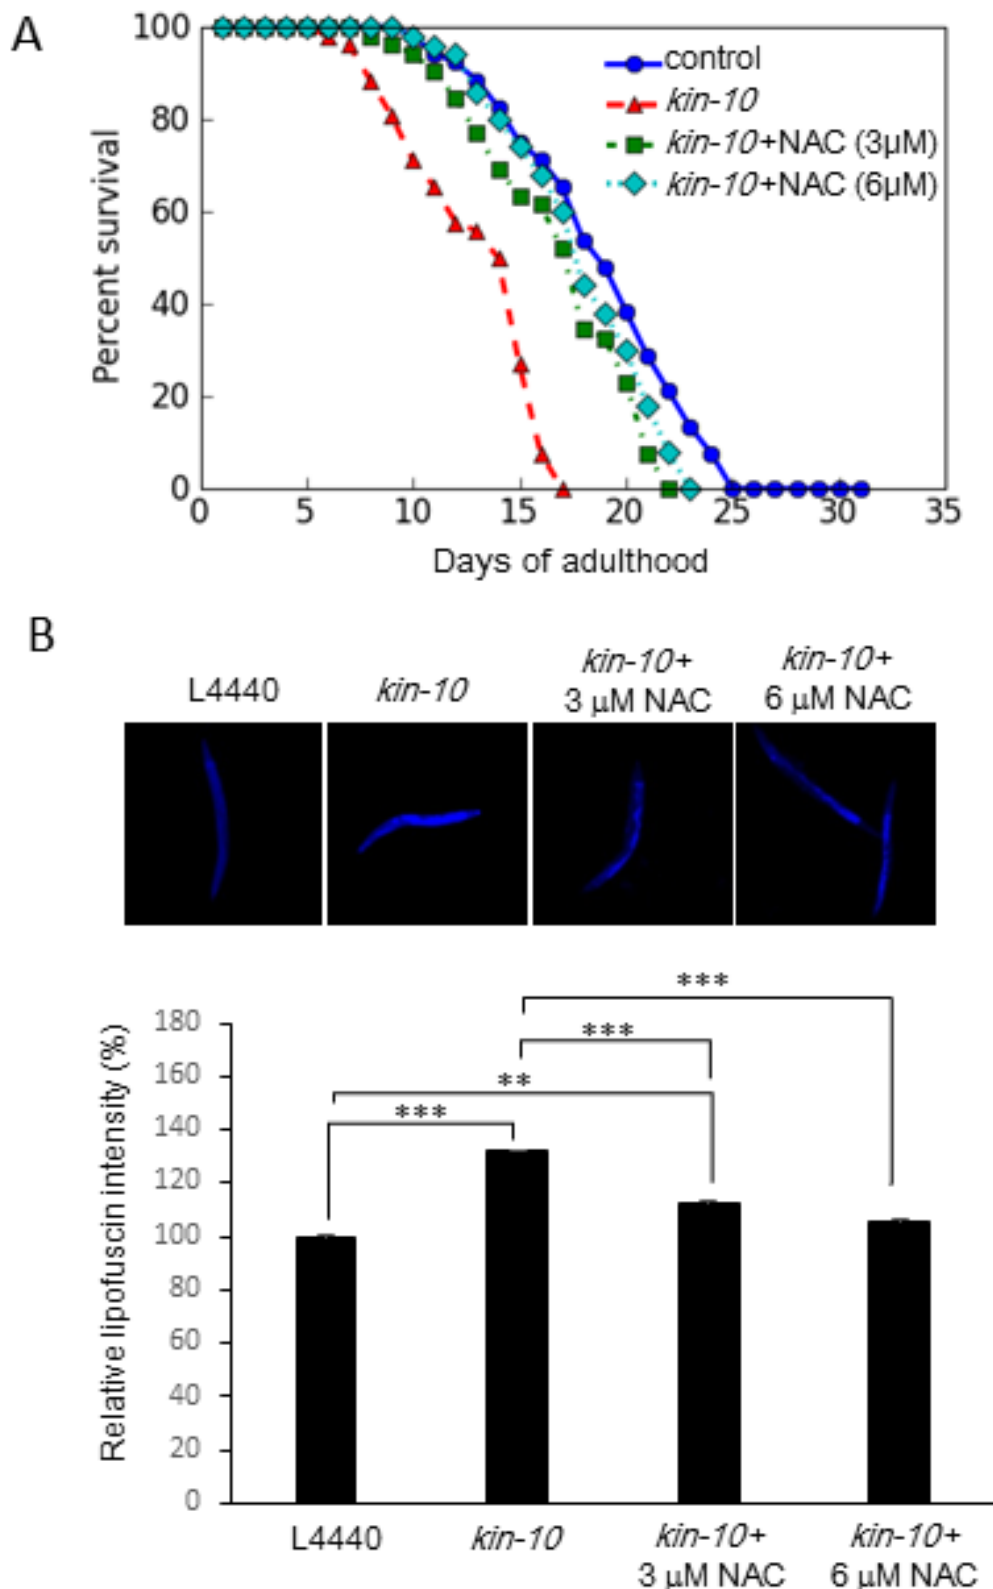 A
100
80
60
40
20
0
Percent survival
control
kin-10
kin-10+NAC (3μM)
kin-10+NAC (6μM)
0 5 10 15 20 25 30 35
Days of adulthood
B
L4440
kin-10
kin-10+
3 μM NAC
kin-10+
6 μM NAC
***
***
**
***
180
160
140
120
100
80
60
40
20
0
Relative lipofuscin intensity (%)
L4440
kin-10
kin-10+
3 μM NAC
kin-10+
6 μM NAC